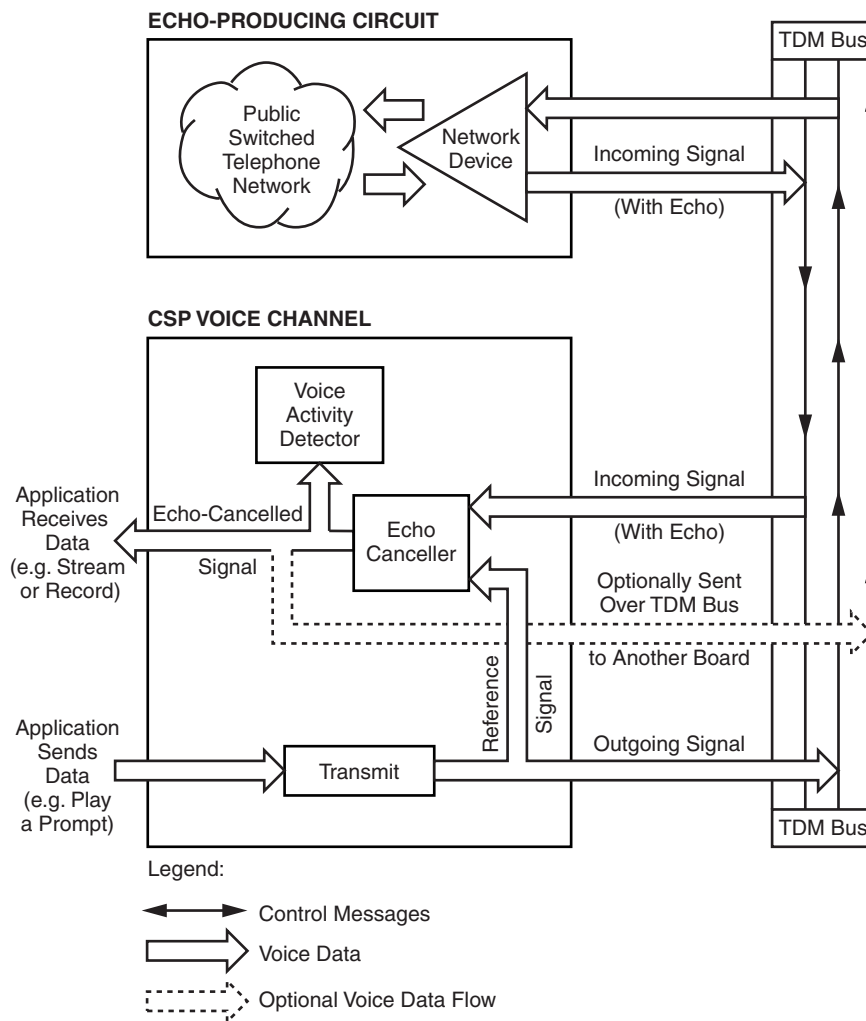 ECHO-PRODUCING CIRCUIT
TDM Bus
Public
Switched
Telephone
Network
Network
Device
Incoming Signal
(With Echo)
CSP VOICE CHANNEL
Voice
Activity
Detector
Application
Receives
Data
(e.g. Stream
or Record)
Echo-Cancelled
Signal
Echo
Canceller
Incoming Signal
(With Echo)
Optionally Sent
Over TDM Bus
to Another Board
Reference
Signal
Application
Sends
Data
(e.g. Play
a Prompt)
Transmit
Outgoing Signal
TDM Bus
Legend:
Control Messages
Voice Data
Optional Voice Data Flow